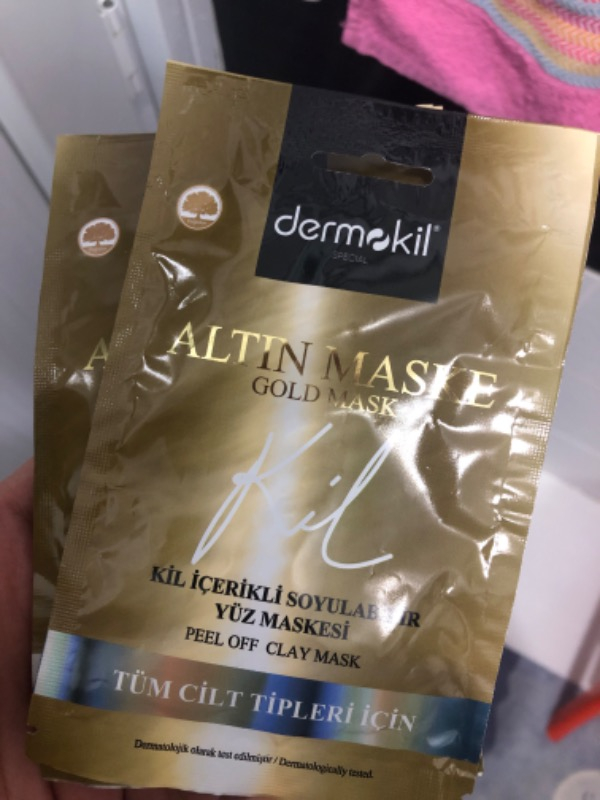 dermokil®
SPECIAL
ALTIN MASKE
GOLD MASK
Kil
KİL İÇERİKLİ SOYULABİLİR
YÜZ MASKESİ
PEEL OFF CLAY MASK
TÜM CİLT TİPLERİ İÇİN
Dermatolojik olarak test edilmiştir / Dermatologically tested.
A